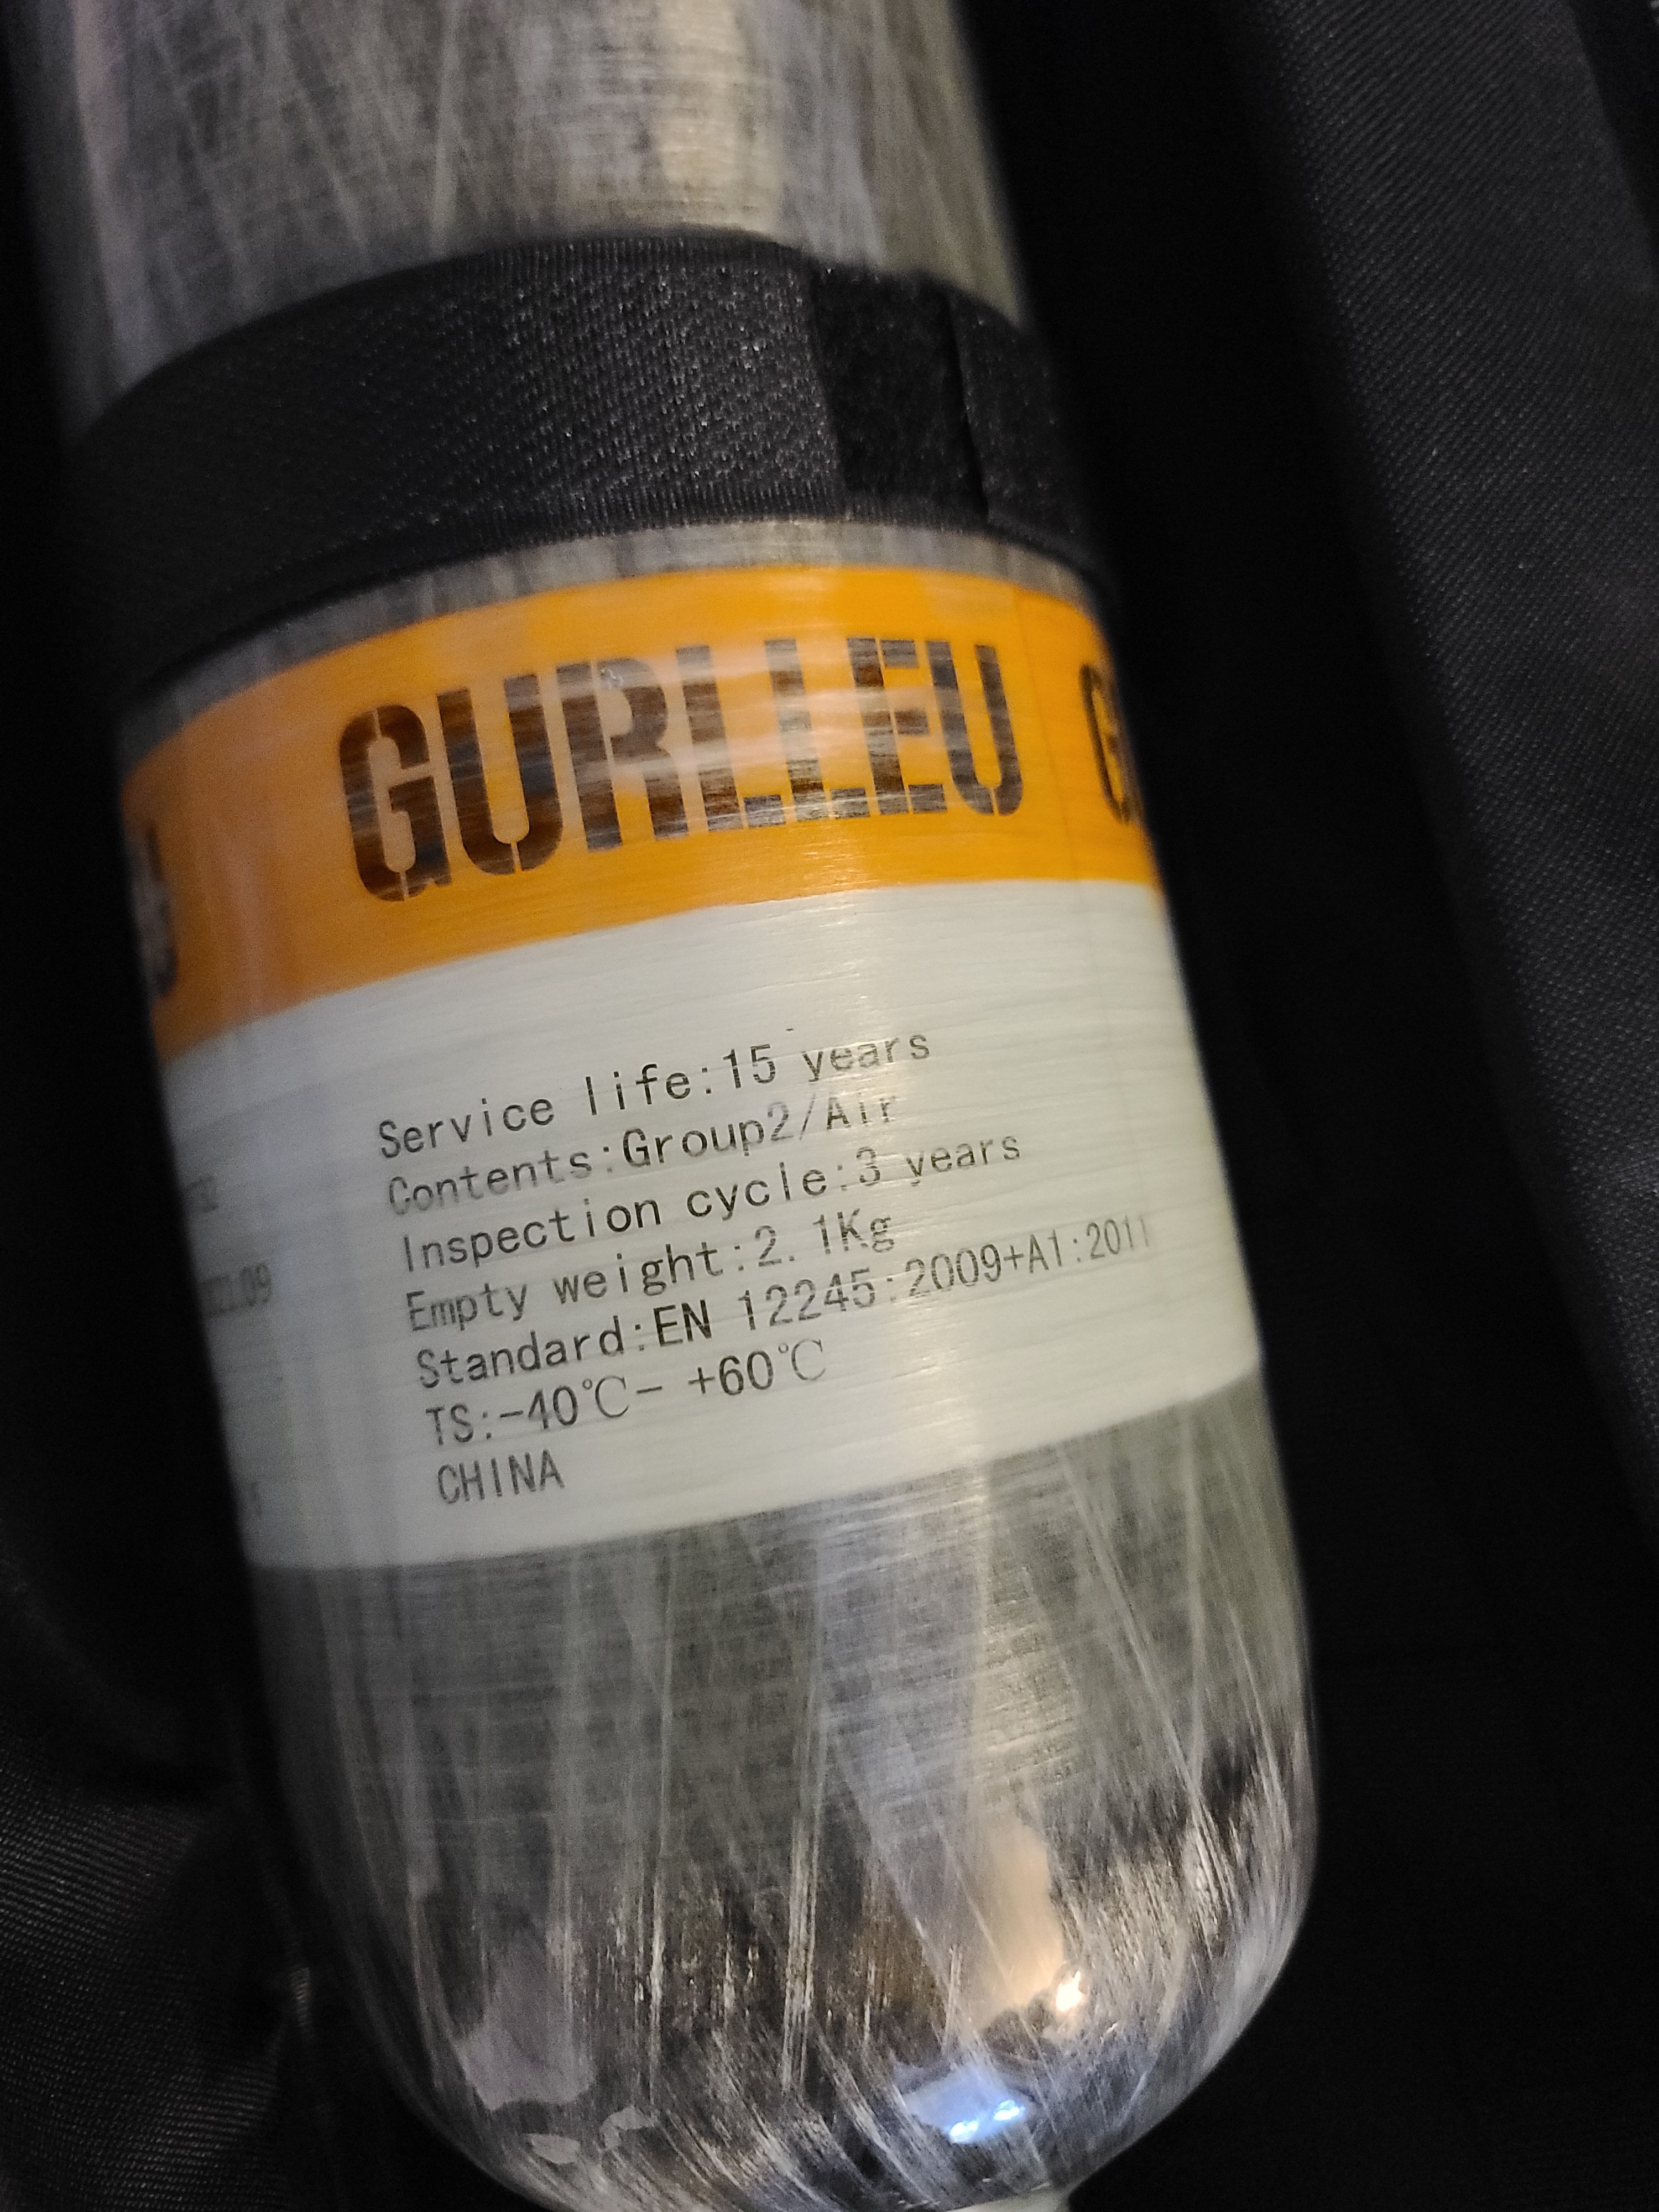 GURLLEU
Service life:15 years
Contents:Group2/Air
Inspection cycle:3 years
Empty weight:2. 1Kg
Standard:EN 12245:2009+A1:2011
TS:-40℃- +60℃
CHINA